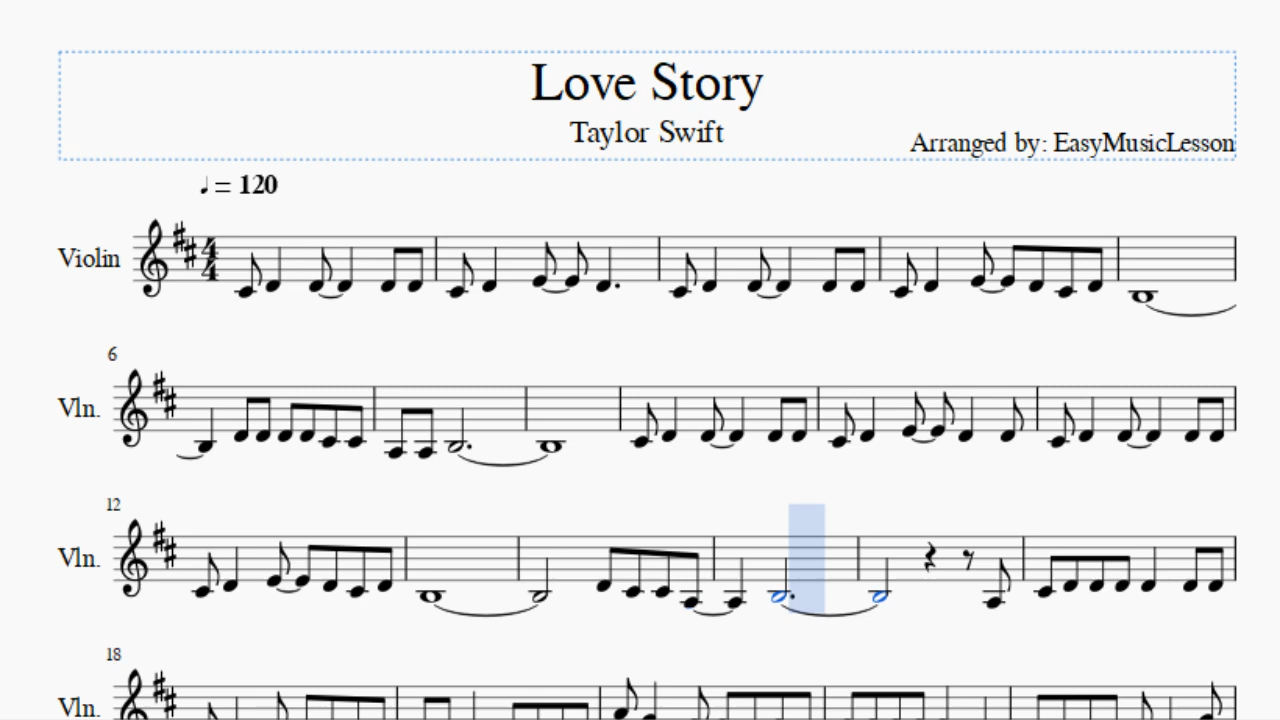 Love Story
Taylor Swift
Arranged by: EasyMusicLesson
♩ = 120
Violin
4
4
6
Vln.
12
Vln.
18
Vln.